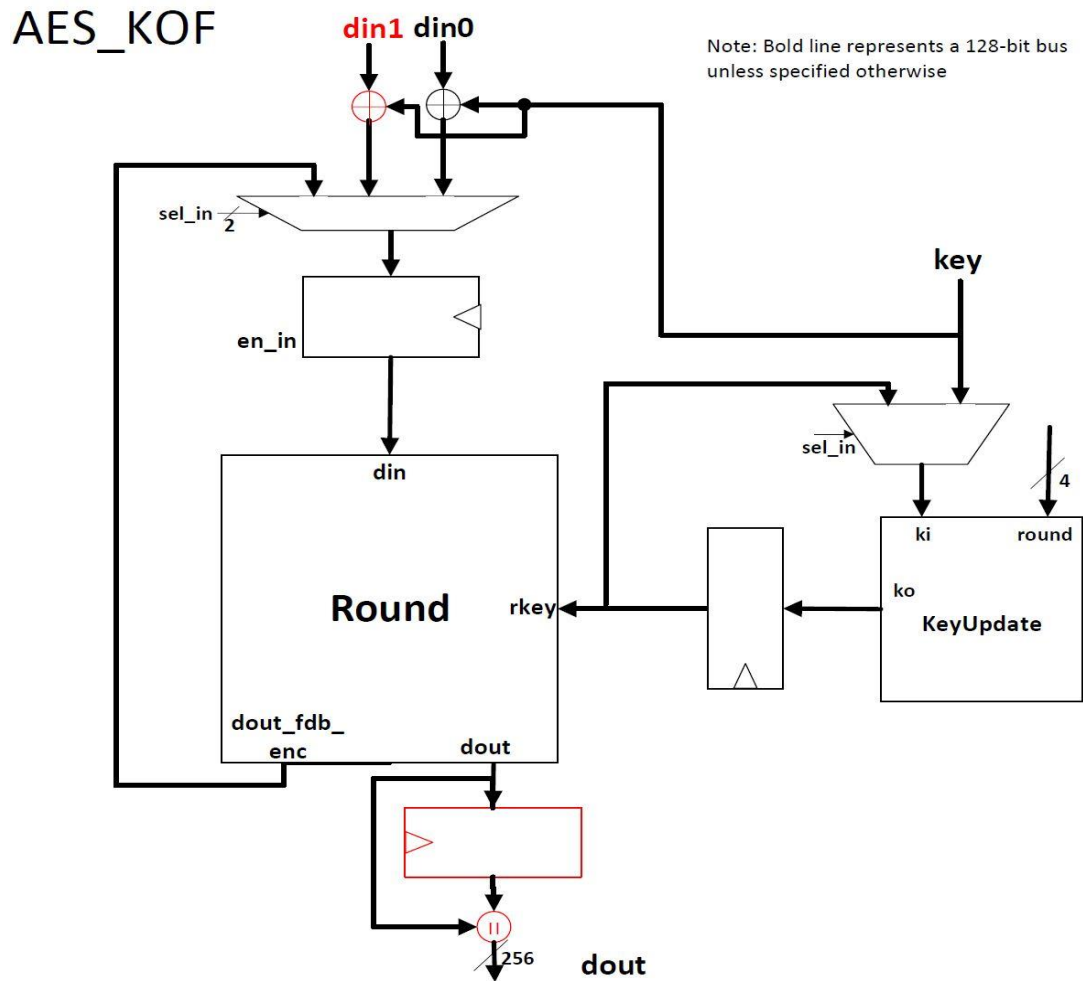 AES_KOF
din1 din0
Note: Bold line represents a 128-bit bus
unless specified otherwise
sel_in
2
key
en_in
sel_in
4
din
ki
round
Round
rkey
ko
KeyUpdate
dout_fdb_
enc
dout
||
256
dout